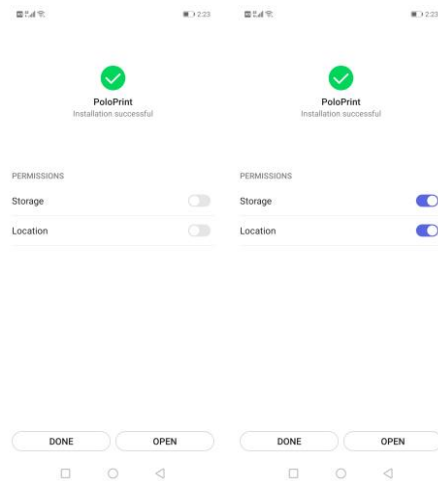 2:23
PoloPrint
Installation successful
PERMISSIONS
Storage
Location
DONE
OPEN
2:23
PoloPrint
Installation successful
PERMISSIONS
Storage
Location
DONE
OPEN